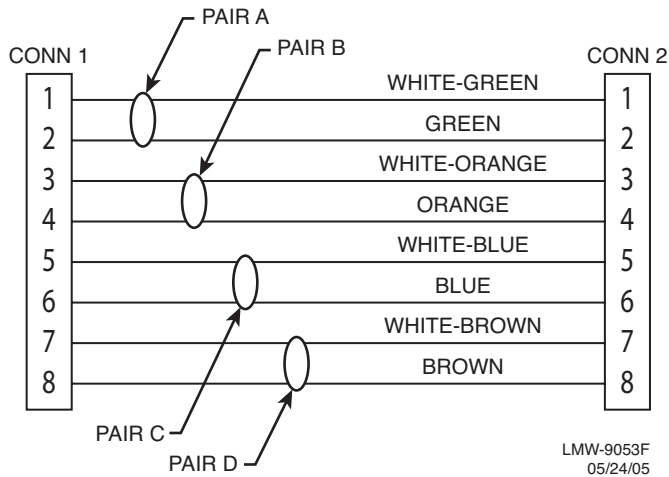 PAIR A
PAIR B
CONN 1
CONN 2
1 WHITE-GREEN 1
2 GREEN 2
3 WHITE-ORANGE 3
4 ORANGE 4
5 WHITE-BLUE 5
6 BLUE 6
7 WHITE-BROWN 7
8 BROWN 8
PAIR C
PAIR D
LMW-9053F
05/24/05